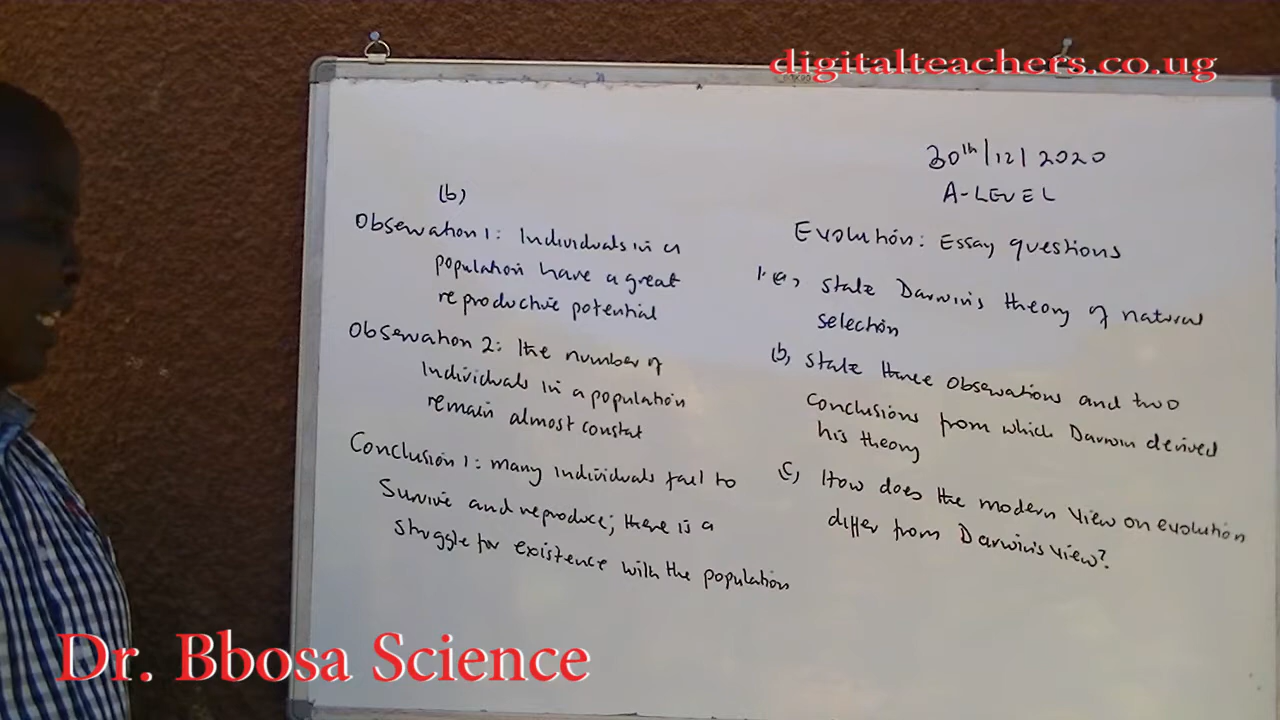 digitalteachers.co.ug
30th/12/2020
A-LEVEL
Evolution: Essay questions
1. (a), State Darwin's theory of natural
selection
(b), State three observations and two
conclusions from which Darwin derived
his theory
(c), How does the modern view on evolution
differ from Darwin's view?
(b)
Observation 1: Individuals in a
population have a great
reproductive potential
Observation 2: The number of
individuals in a population
remain almost constat
Conclusion 1: Many individuals fail to
survive and reproduce; there is a
struggle for existence with the population
Dr. Bbosa Science